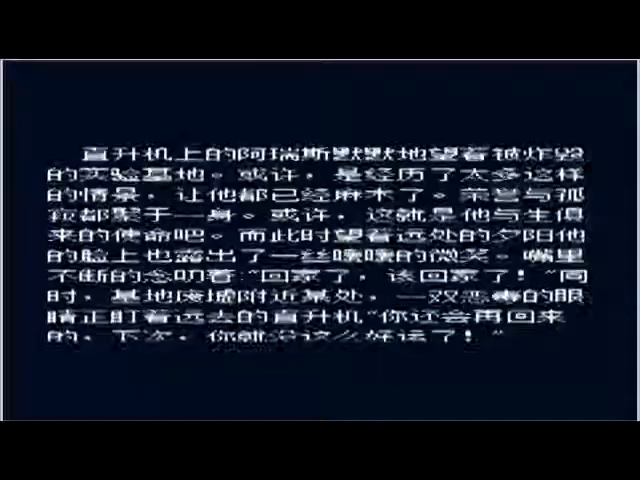 直升机上的阿瑞斯默默地望着被炸毁
的实验基地。或许，是经历了太多这样
的情景，让他都已经麻木了。荣誉与孤
寂都聚于一身。或许，这就是他与生俱
来的使命吧。而此时望着远处的夕阳他
的脸上也露出了一丝的微笑。嘴里
不断的念叨着:“回家了，该回家了！”同
时，基地废墟附近某处，一双恶毒的眼
睛正盯着远去的直升机“你还会再回来
的，下次，你就没这么好运了！”